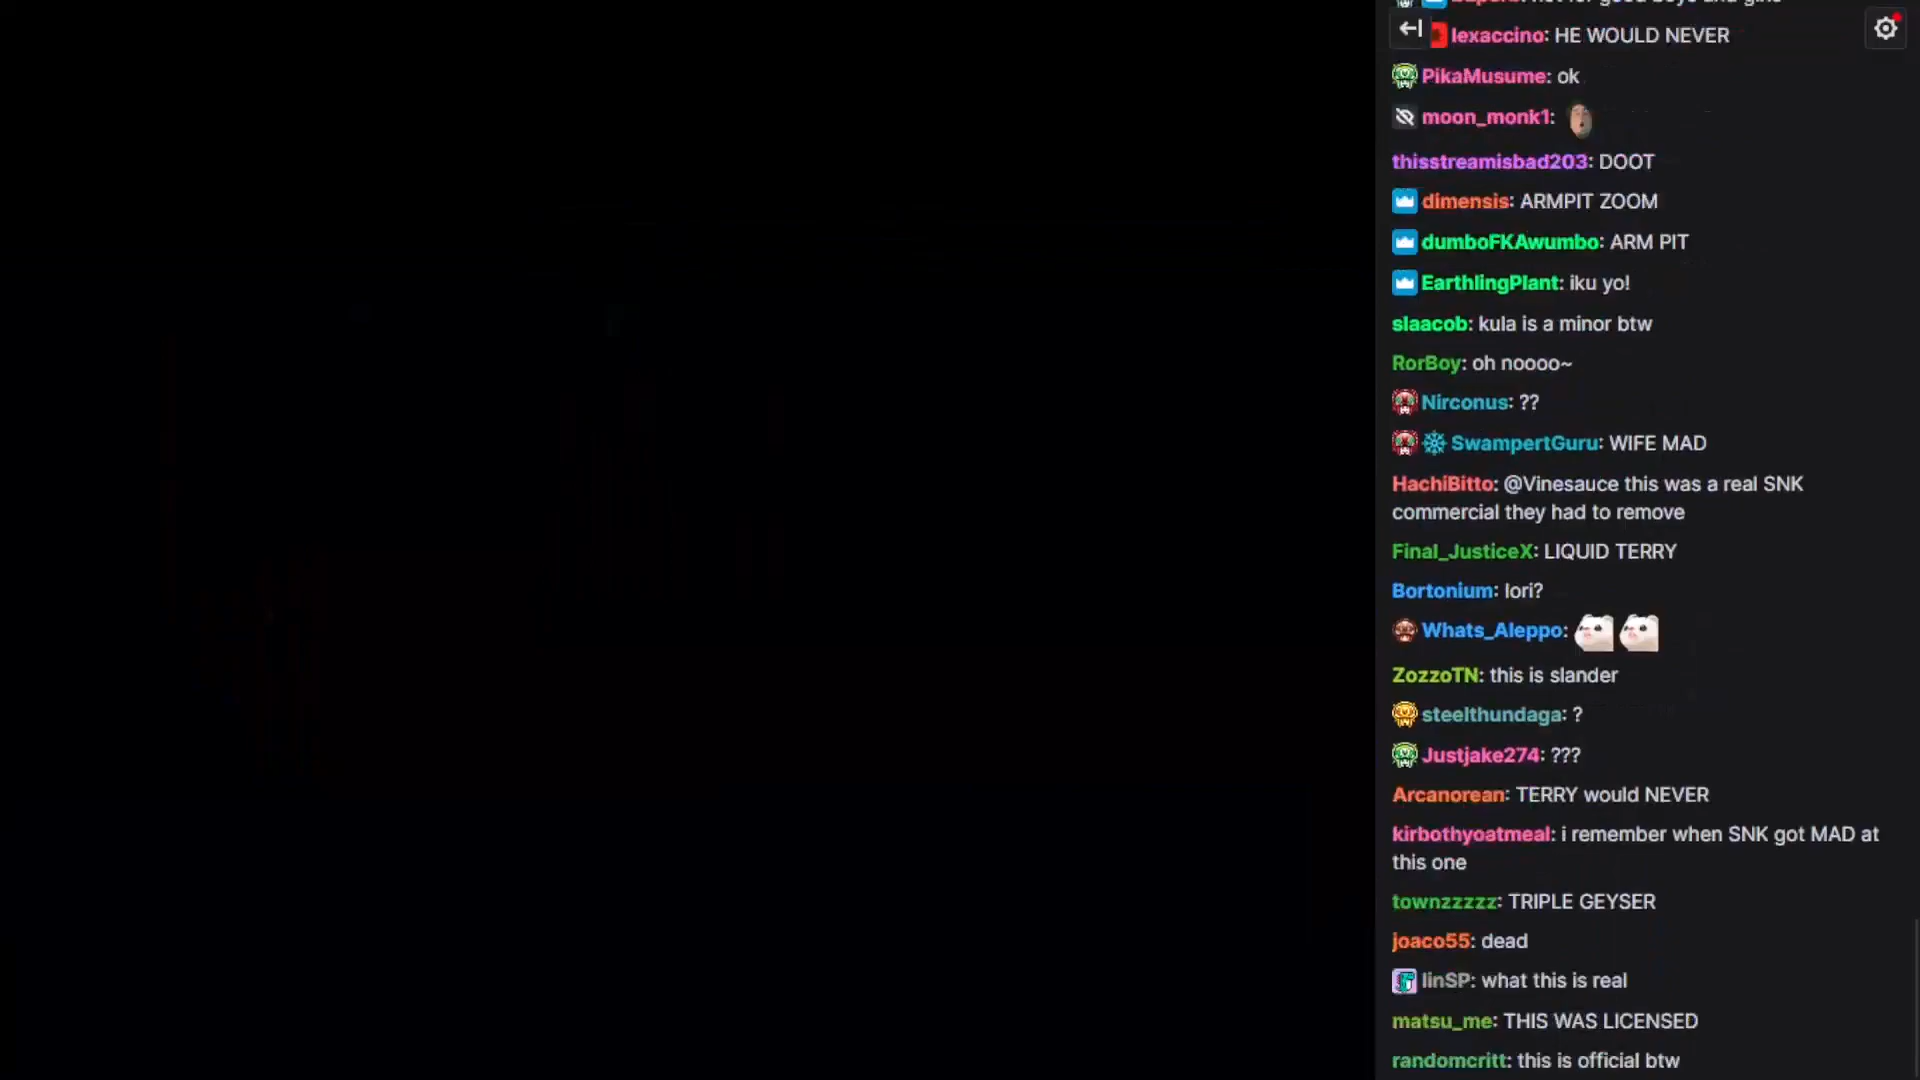 lexaccino: HE WOULD NEVER
PikaMusume: ok
moon_monk1:
thisstreamisbad203: DOOT
dimensis: ARMPIT ZOOM
dumboFKAwumbo: ARM PIT
EarthlingPlant: iku yo!
slaacob: kula is a minor btw
RorBoy: oh noooo~
Nirconus: ??
SwampertGuru: WIFE MAD
HachiBitto: @Vinesauce this was a real SNK
commercial they had to remove
Final_JusticeX: LIQUID TERRY
Bortonium: Iori?
Whats_Aleppo:
ZozzoTN: this is slander
steelthundaga: ?
Justjake274: ???
Arcanorean: TERRY would NEVER
kirbothyoatmeal: i remember when SNK got MAD at
this one
townzzzzz: TRIPLE GEYSER
joaco55: dead
linSP: what this is real
matsu_me: THIS WAS LICENSED
randomcritt: this is official btw